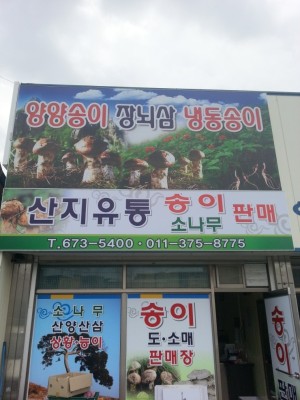 양양송이 장뇌삼 냉동송이
산지유통 송이 판매
소나무
T.673-5400·011-375-8775
소나무
산양산삼
상황·능이
송이
도·소매
판매장
송이